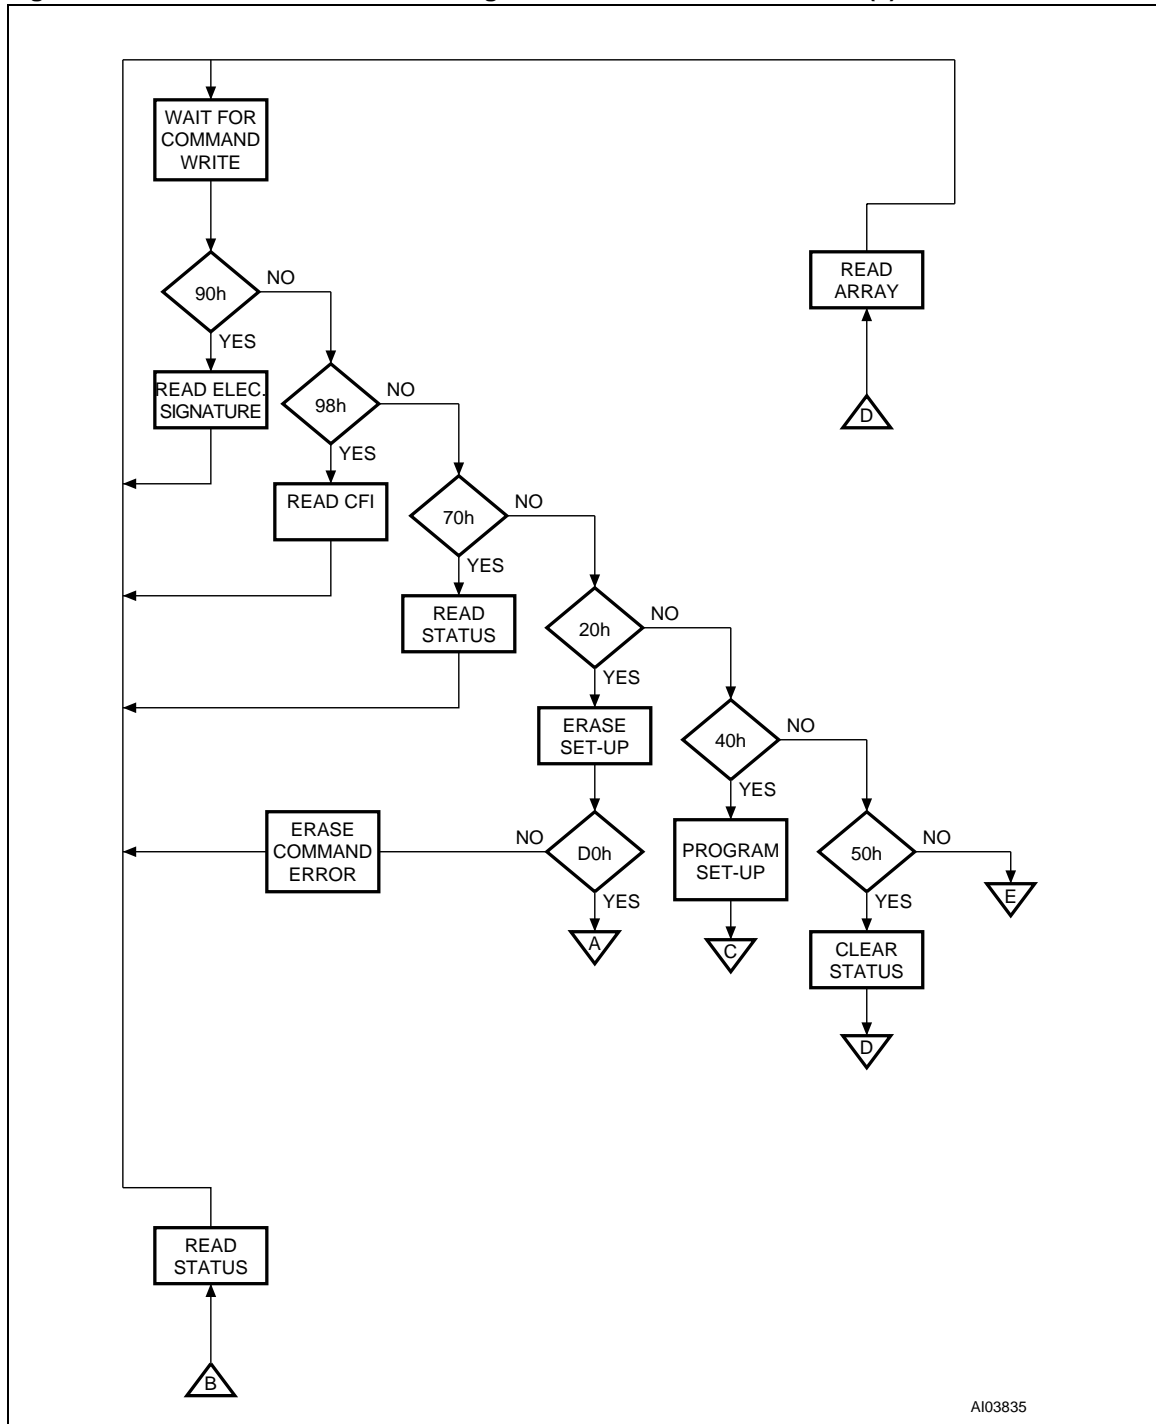 WAIT FOR
COMMAND
WRITE
90h
NO
YES
READ ELEC.
SIGNATURE
READ
ARRAY
D
98h
NO
YES
READ CFI
70h
NO
YES
READ
STATUS
20h
NO
YES
ERASE
SET-UP
40h
NO
YES
PROGRAM
SET-UP
C
D0h
NO
YES
ERASE
COMMAND
ERROR
A
50h
NO
YES
E
CLEAR
STATUS
D
READ
STATUS
B
AI03835